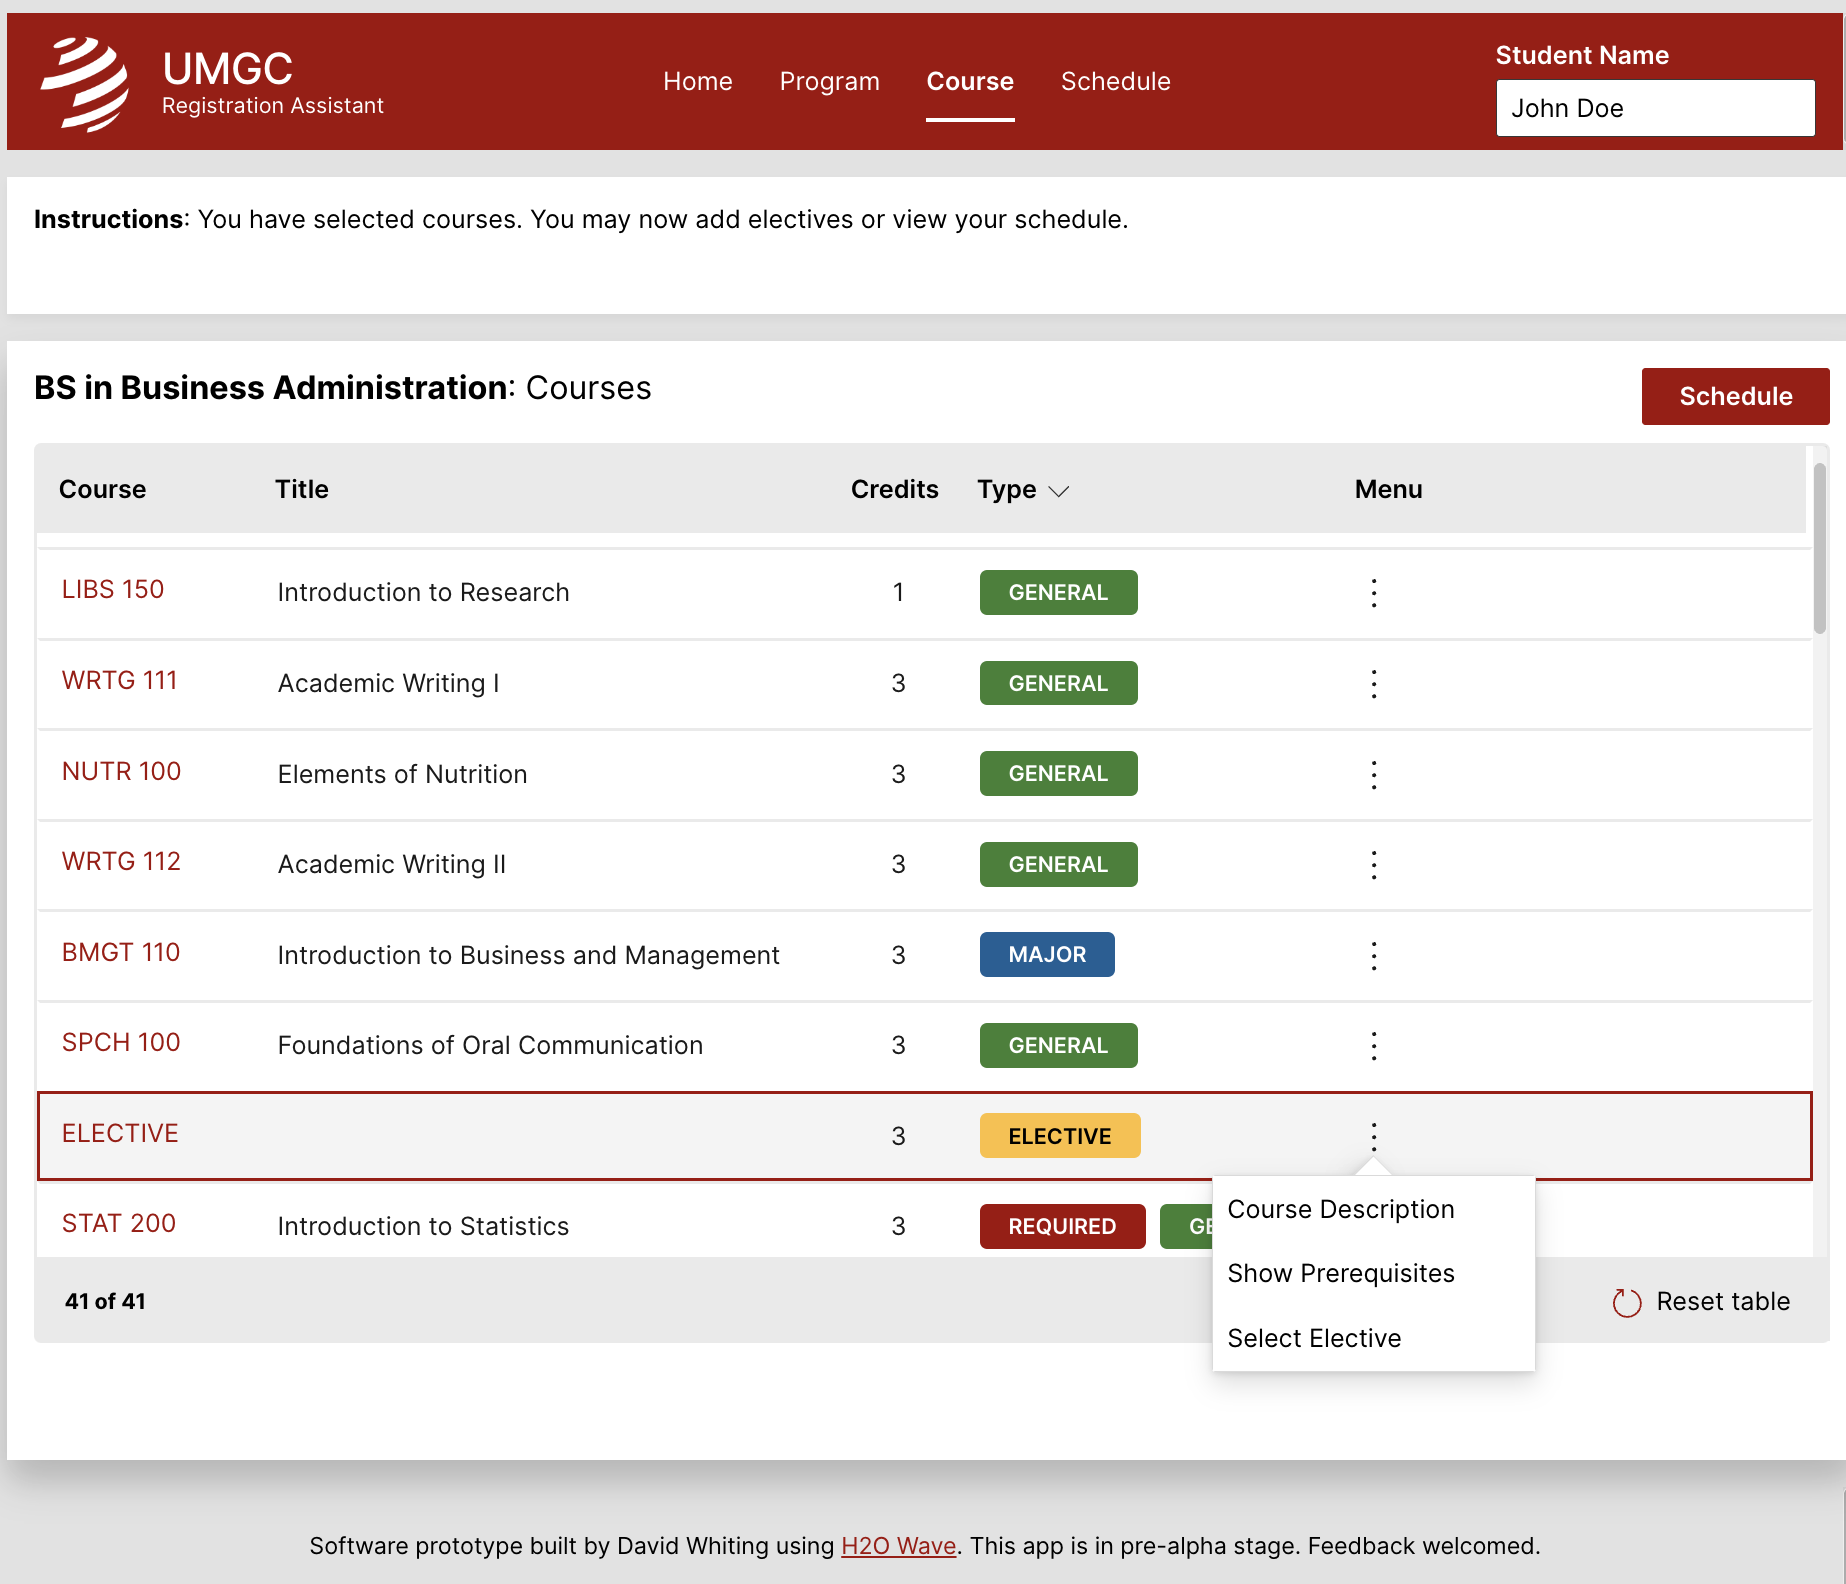 UMGC
Registration Assistant
Home Program Course Schedule
Student Name
John Doe
Instructions: You have selected courses. You may now add electives or view your schedule.
BS in Business Administration: Courses
Schedule
Course Title Credits Type Menu
LIBS 150 Introduction to Research 1 GENERAL
WRTG 111 Academic Writing I 3 GENERAL
NUTR 100 Elements of Nutrition 3 GENERAL
WRTG 112 Academic Writing II 3 GENERAL
BMGT 110 Introduction to Business and Management 3 MAJOR
SPCH 100 Foundations of Oral Communication 3 GENERAL
ELECTIVE 3 ELECTIVE
STAT 200 Introduction to Statistics 3 REQUIRED
Course Description
Show Prerequisites
Select Elective
41 of 41
Reset table
Software prototype built by David Whiting using H2O Wave. This app is in pre-alpha stage. Feedback welcomed.